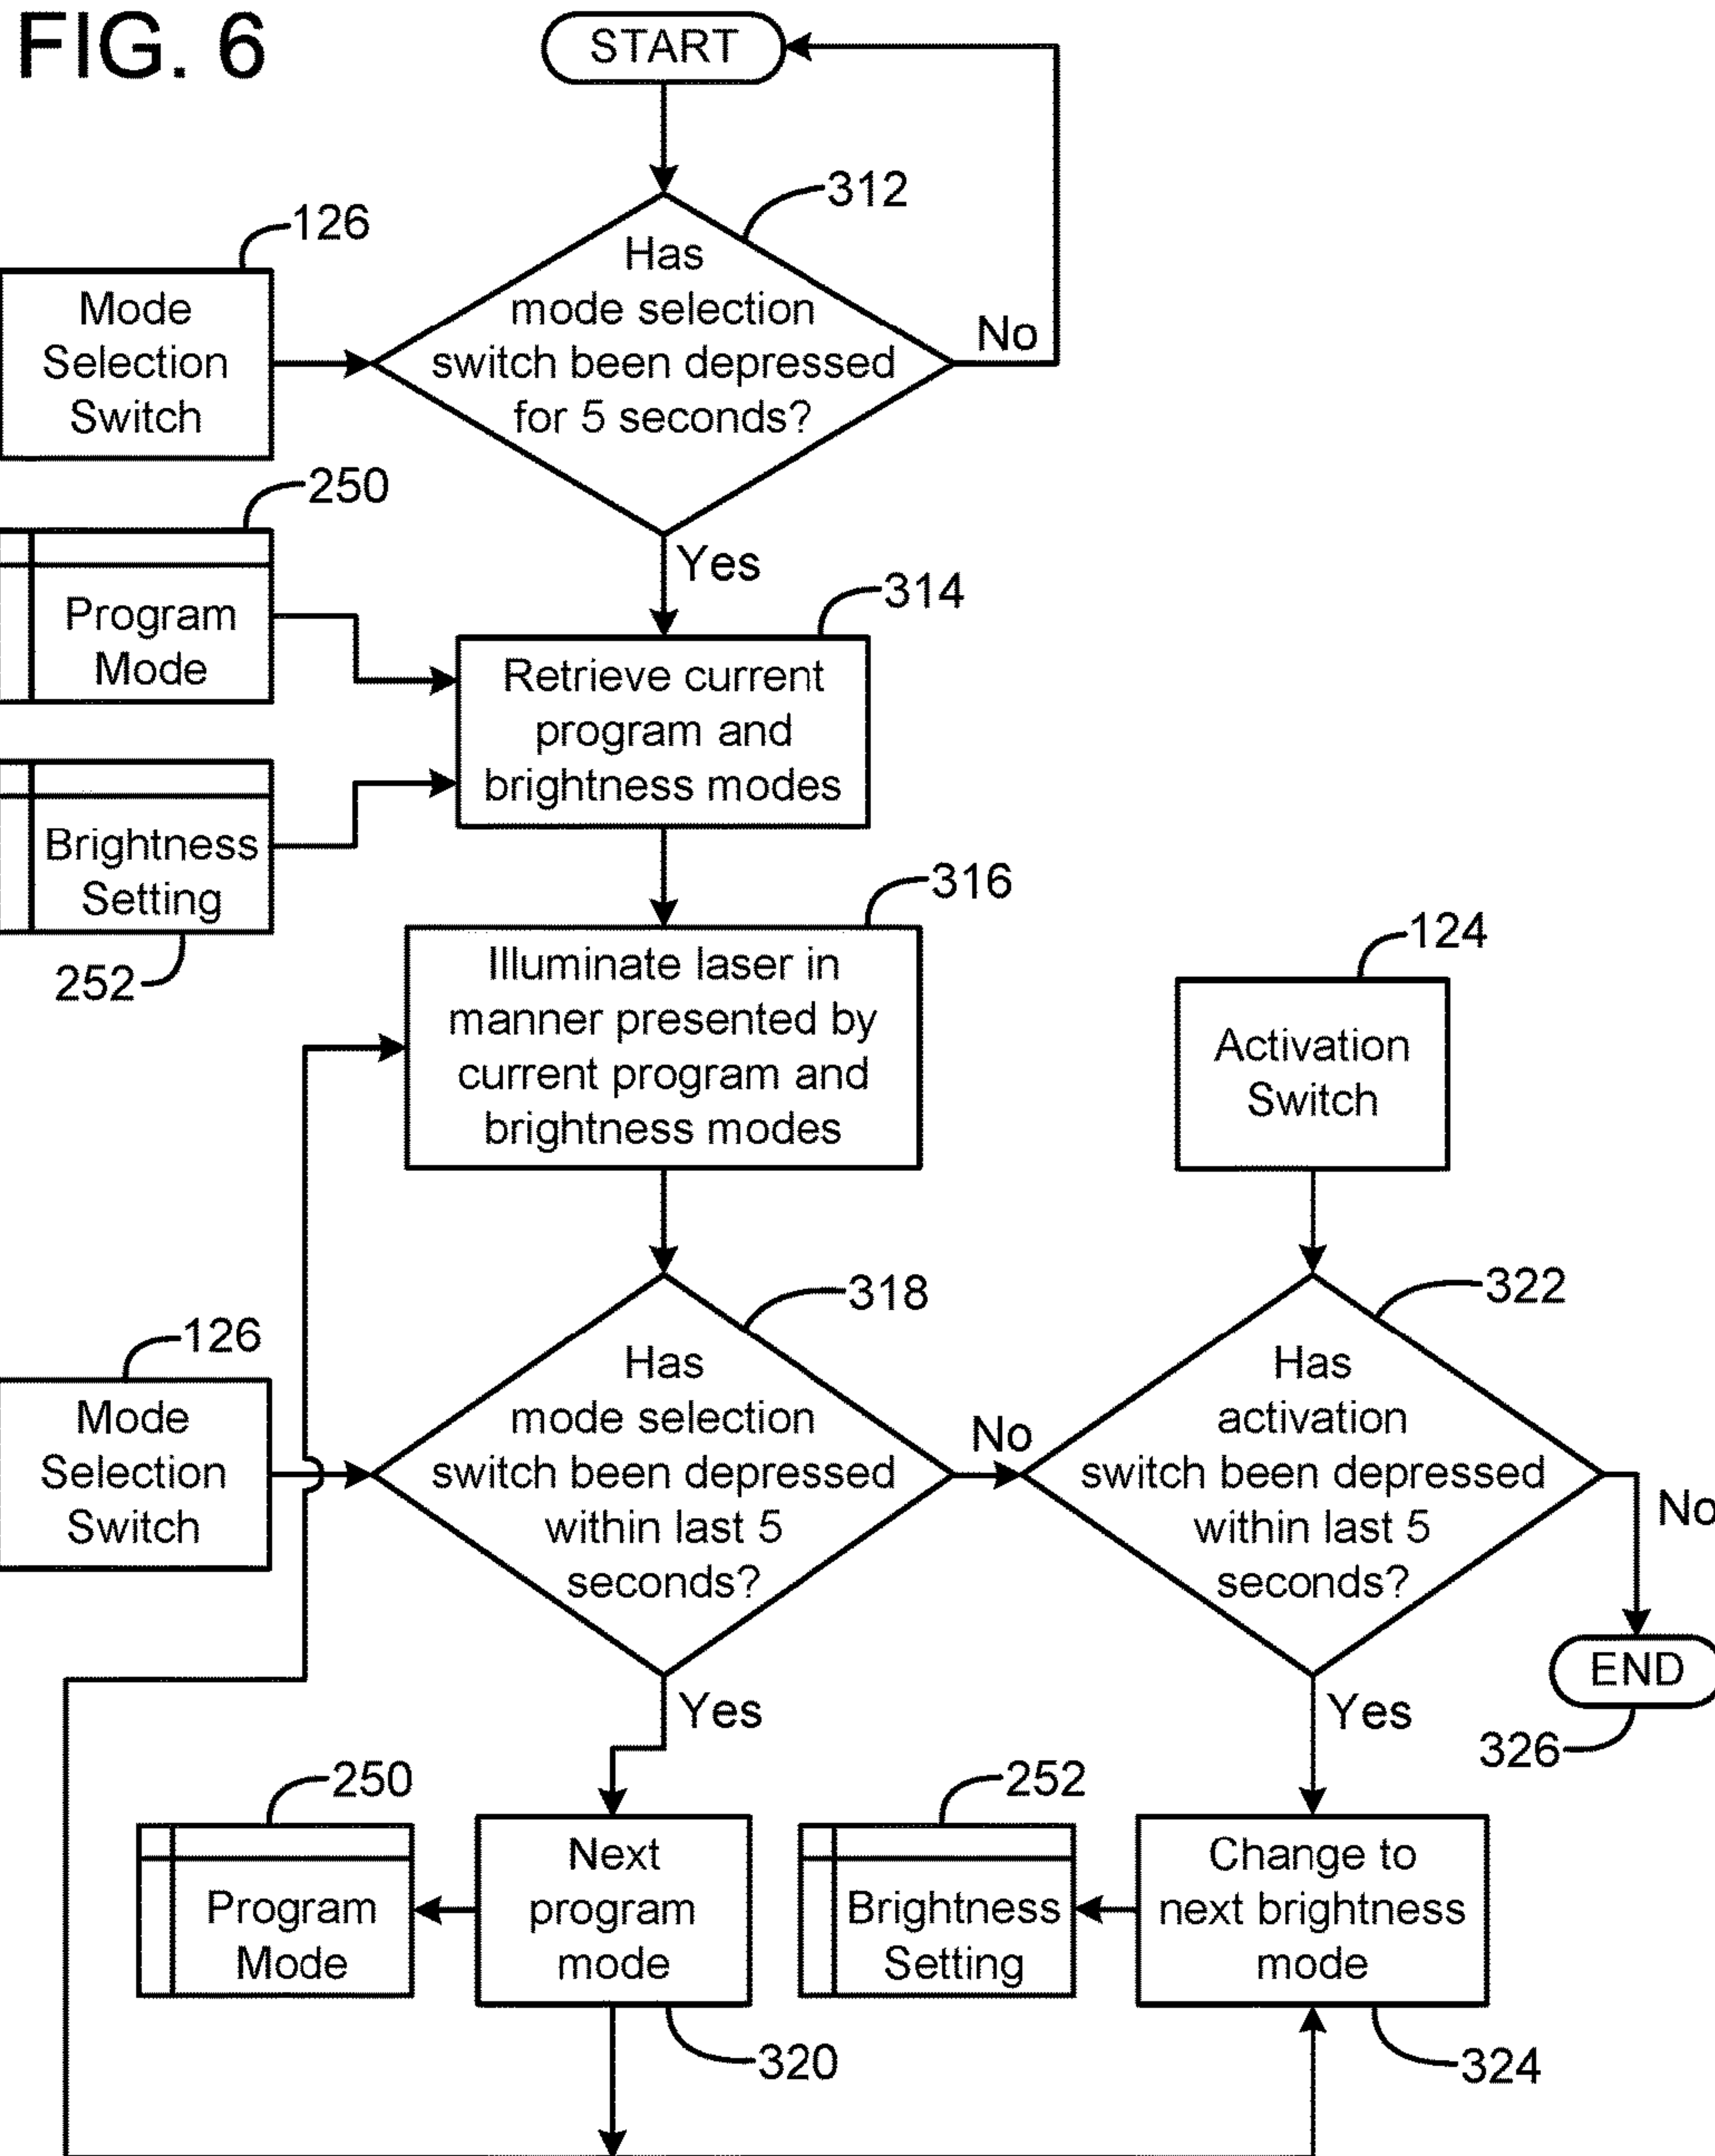 FIG. 6
START
312
126
Has
mode selection
switch been depressed
for 5 seconds?
No
Mode
Selection
Switch
250
Yes
Program
Mode
314
Retrieve current
program and
brightness modes
Brightness
Setting
252
316
Illuminate laser in
manner presented by
current program and
brightness modes
124
Activation
Switch
318
322
126
Mode
Selection
Switch
Has
mode selection
switch been depressed
within last 5
seconds?
No
Has
activation
switch been depressed
within last 5
seconds?
No
END
326
Yes
Yes
250
Program
Mode
Next
program
mode
320
252
Brightness
Setting
Change to
next brightness
mode
324